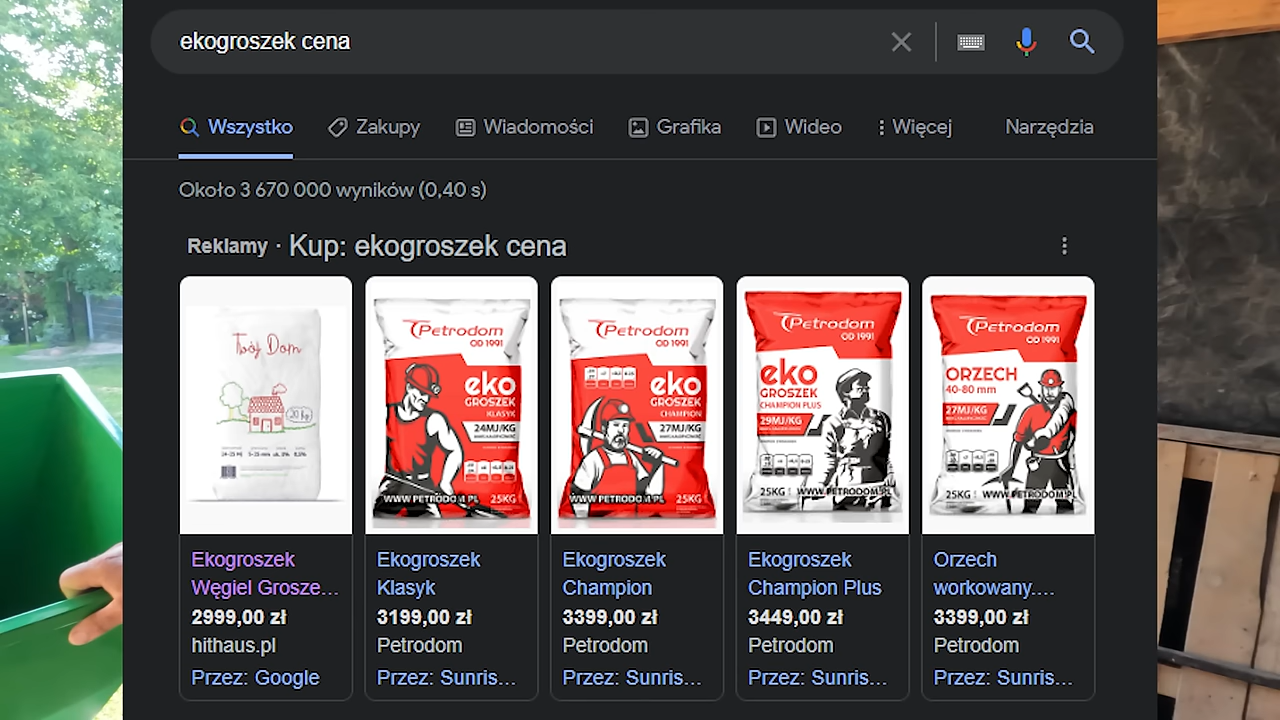 ekogroszek cena
Wszystko Zakupy Wiadomości Grafika Wideo Więcej Narzędzia
Około 3 670 000 wyników (0,40 s)
Reklamy · Kup: ekogroszek cena
Twój Dom
20 kg
Petrodom
OD 1991
eko
GROSZEK
KLASYK
24MJ/KG
WWW.PETRODOM.PL 25KG
Petrodom
OD 1991
eko
GROSZEK
CHAMPION
27MJ/KG
WWW.PETRODOM.PL 25KG
Petrodom
OD 1991
eko
GROSZEK
CHAMPION PLUS
29MJ/KG
25KG WWW.PETRODOM.PL
Petrodom
OD 1991
ORZECH
40-80 mm
27MJ/KG
25KG WWW.PETRODOM.PL
Ekogroszek
Węgiel Grosze...
2999,00 zł
hithaus.pl
Przez: Google
Ekogroszek
Klasyk
3199,00 zł
Petrodom
Przez: Sunris...
Ekogroszek
Champion
3399,00 zł
Petrodom
Przez: Sunris...
Ekogroszek
Champion Plus
3449,00 zł
Petrodom
Przez: Sunris...
Orzech
workowany....
3399,00 zł
Petrodom
Przez: Sunris...